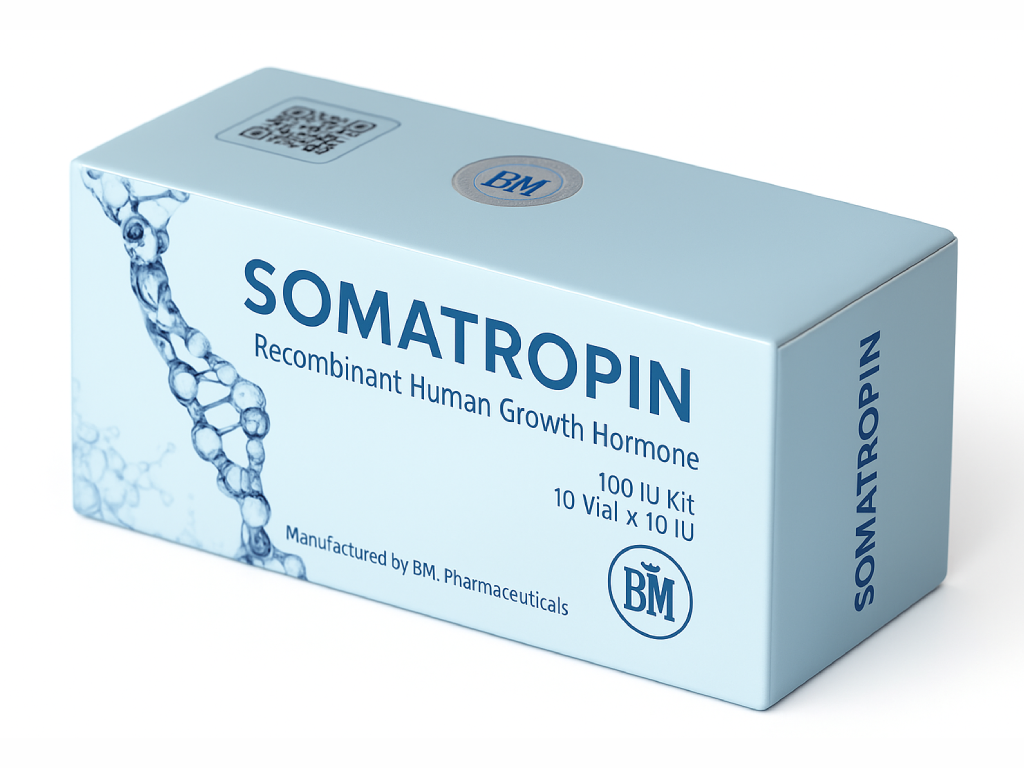 BM
SOMATROPIN
Recombinant Human Growth Hormone
100 IU Kit
10 Vial x 10 IU
Manufactured by BM. Pharmaceuticals
BM
SOMATROPIN